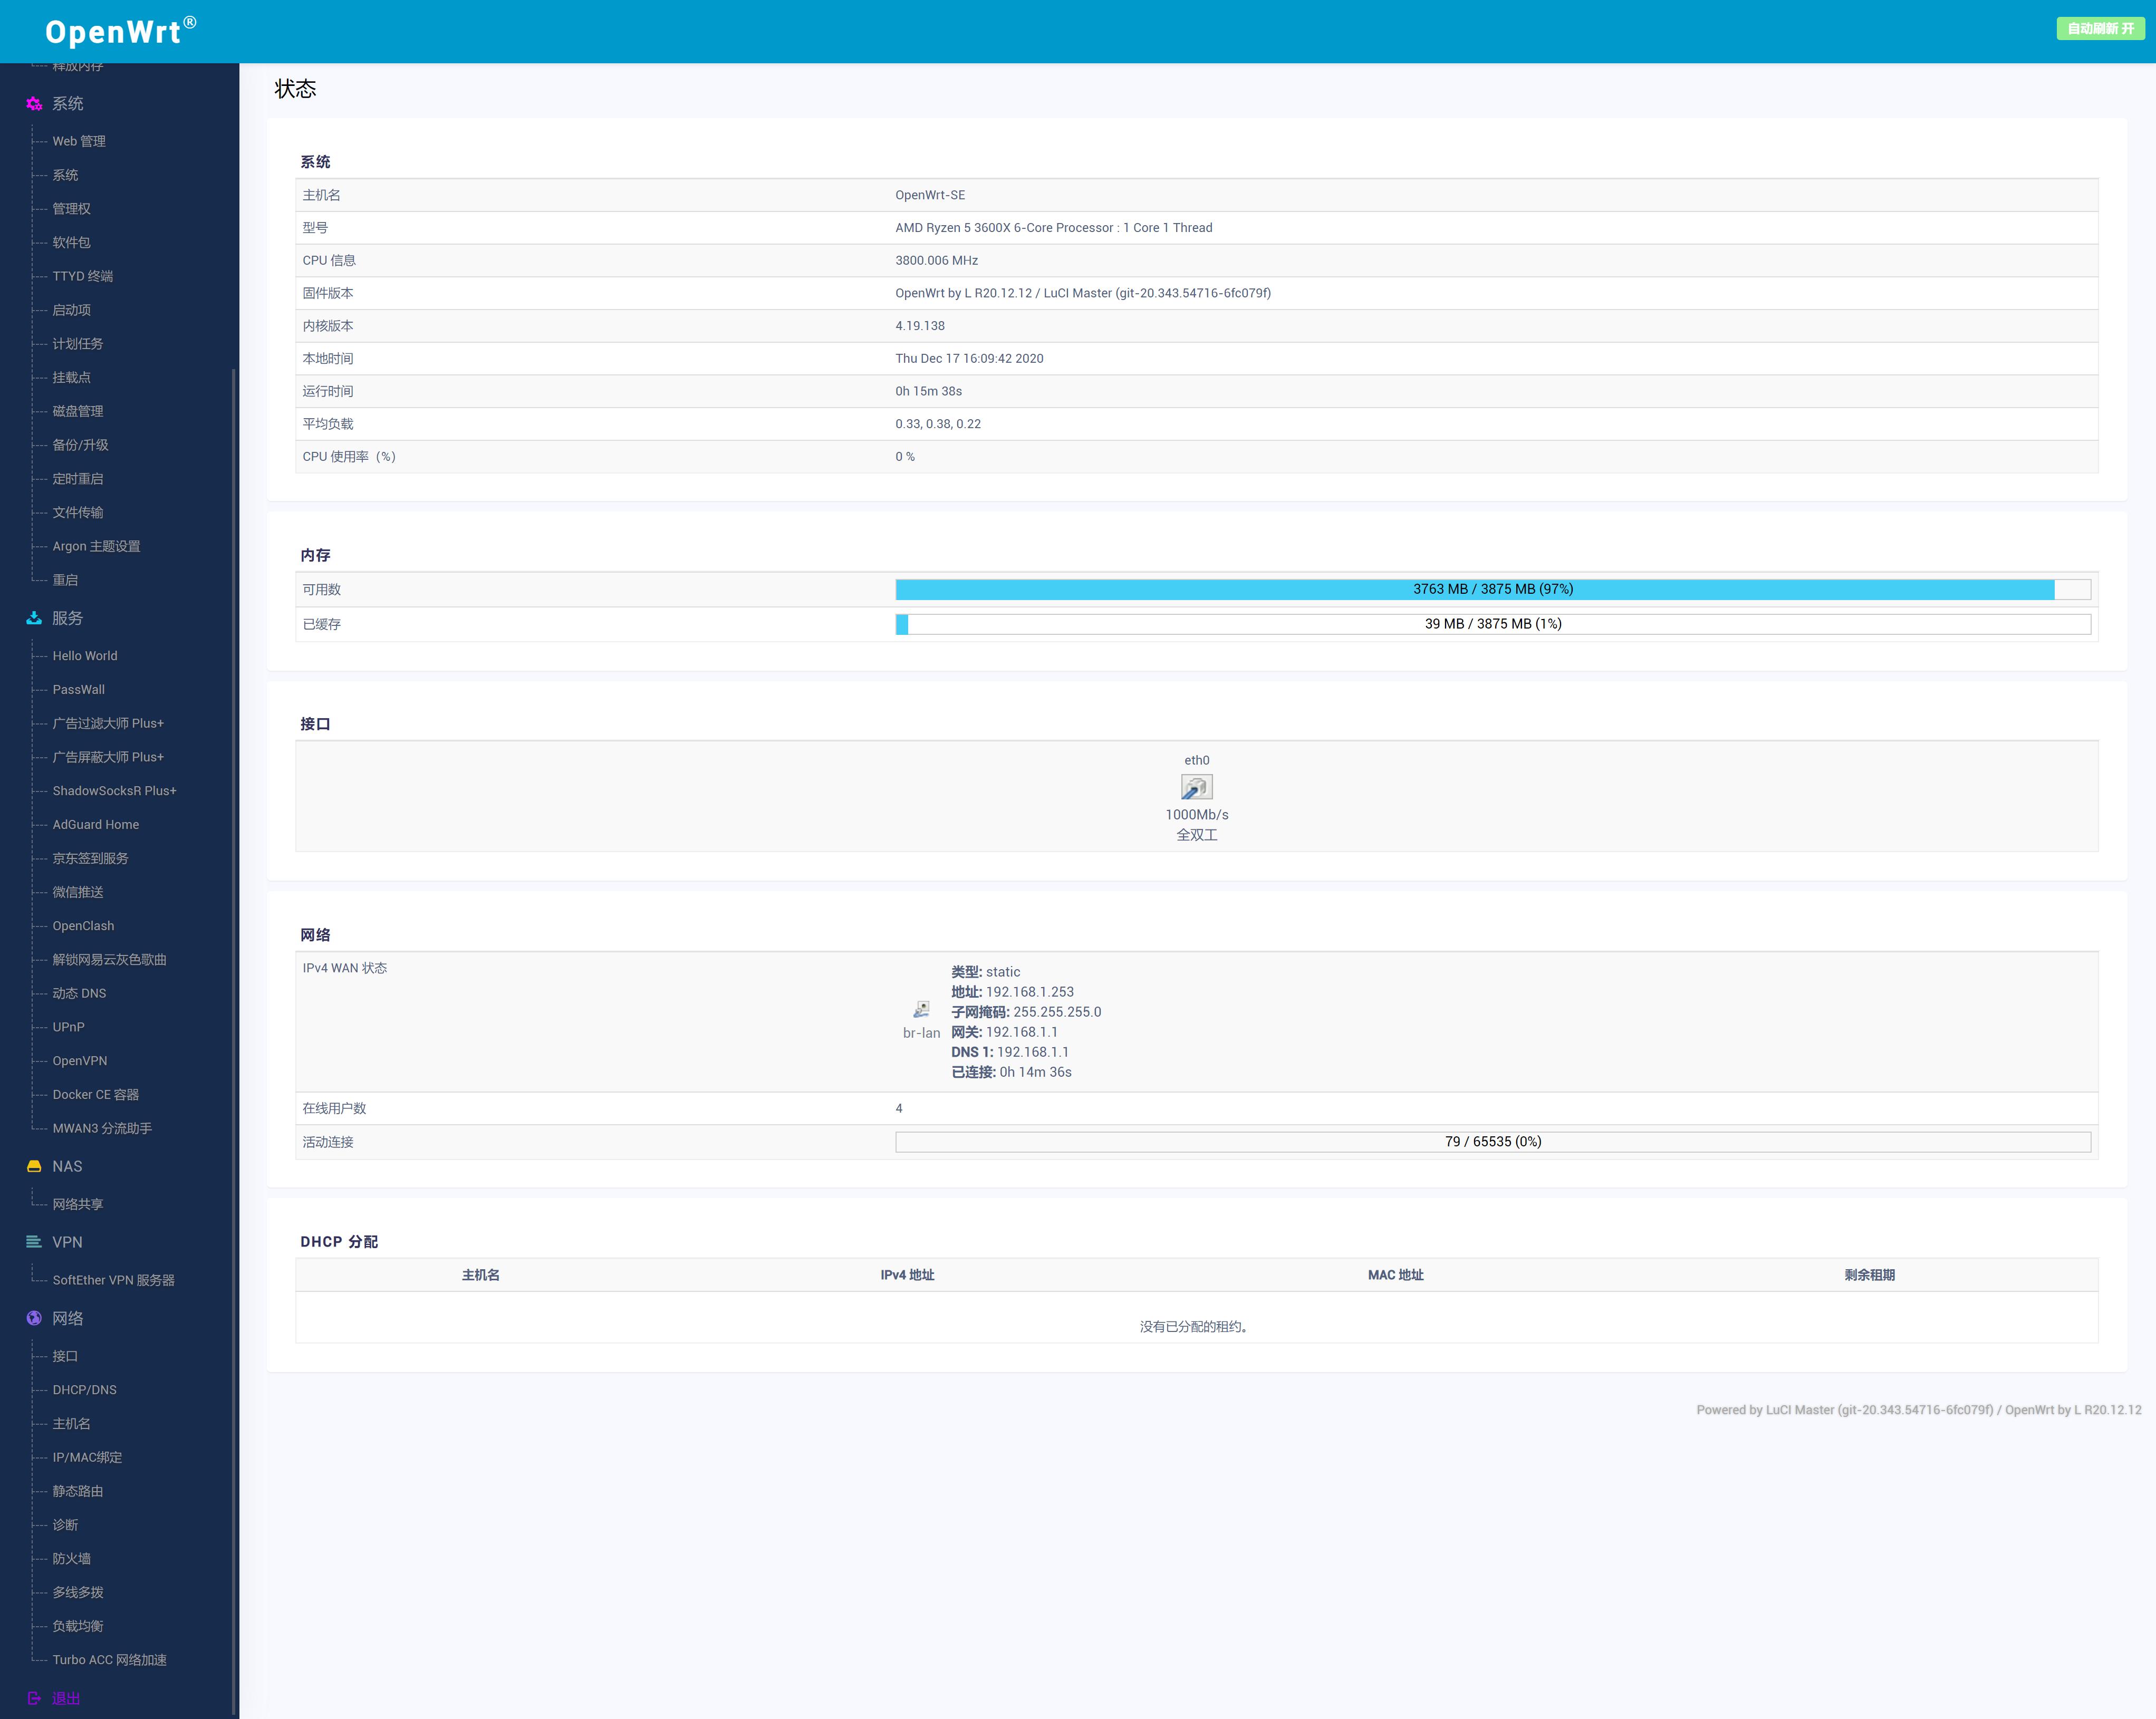 OpenWrt®
自动刷新 开
释放内存
系统
Web 管理
系统
管理权
软件包
TTYD 终端
启动项
计划任务
挂载点
磁盘管理
备份/升级
定时重启
文件传输
Argon 主题设置
重启
服务
Hello World
PassWall
广告过滤大师 Plus+
广告屏蔽大师 Plus+
ShadowSocksR Plus+
AdGuard Home
京东签到服务
微信推送
OpenClash
解锁网易云灰色歌曲
动态 DNS
UPnP
OpenVPN
Docker CE 容器
MWAN3 分流助手
NAS
网络共享
VPN
SoftEther VPN 服务器
网络
接口
DHCP/DNS
主机名
IP/MAC绑定
静态路由
诊断
防火墙
多线多拨
负载均衡
Turbo ACC 网络加速
退出
状态
系统
主机名 OpenWrt-SE
型号 AMD Ryzen 5 3600X 6-Core Processor : 1 Core 1 Thread
CPU 信息 3800.006 MHz
固件版本 OpenWrt by L R20.12.12 / LuCI Master (git-20.343.54716-6fc079f)
内核版本 4.19.138
本地时间 Thu Dec 17 16:09:42 2020
运行时间 0h 15m 38s
平均负载 0.33, 0.38, 0.22
CPU 使用率（%） 0 %
内存
可用数 3763 MB / 3875 MB (97%)
已缓存 39 MB / 3875 MB (1%)
接口
eth0
1000Mb/s
全双工
网络
IPv4 WAN 状态
br-lan
类型: static
地址: 192.168.1.253
子网掩码: 255.255.255.0
网关: 192.168.1.1
DNS 1: 192.168.1.1
已连接: 0h 14m 36s
在线用户数 4
活动连接 79 / 65535 (0%)
DHCP 分配
主机名 IPv4 地址 MAC 地址 剩余租期
没有已分配的租约。
Powered by LuCI Master (git-20.343.54716-6fc079f) / OpenWrt by L R20.12.12